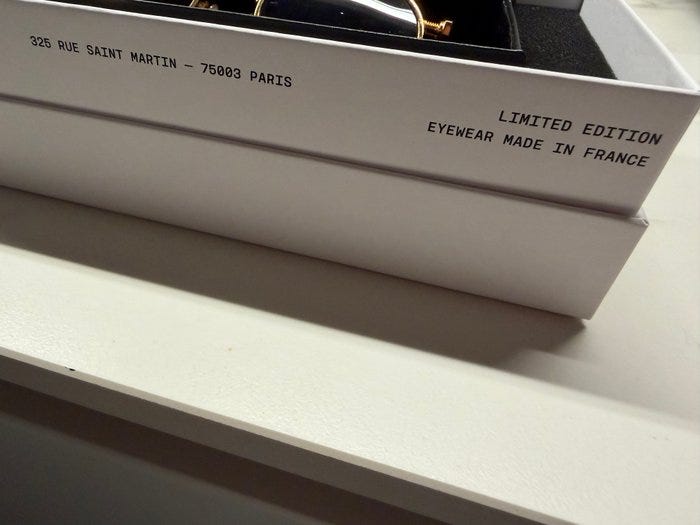 325 RUE SAINT MARTIN — 75003 PARIS
LIMITED EDITION
EYEWEAR MADE IN FRANCE